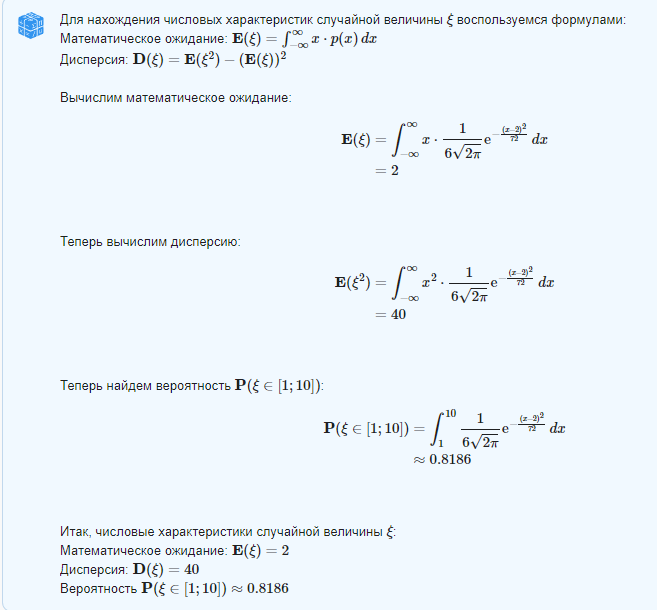 Для нахождения числовых характеристик случайной величины ξ воспользуемся формулами:
Математическое ожидание: E(ξ) = ∫_{−∞}^{∞} x · p(x) dx
Дисперсия: D(ξ) = E(ξ²) − (E(ξ))²
Вычислим математическое ожидание:
E(ξ) = ∫_{−∞}^{∞} x · 1/(6√(2π)) e^{−(x−2)²/72} dx
= 2
Теперь вычислим дисперсию:
E(ξ²) = ∫_{−∞}^{∞} x² · 1/(6√(2π)) e^{−(x−2)²/72} dx
= 40
Теперь найдем вероятность P(ξ ∈ [1; 10]):
P(ξ ∈ [1; 10]) = ∫_{1}^{10} 1/(6√(2π)) e^{−(x−2)²/72} dx
≈ 0.8186
Итак, числовые характеристики случайной величины ξ:
Математическое ожидание: E(ξ) = 2
Дисперсия: D(ξ) = 40
Вероятность P(ξ ∈ [1; 10]) ≈ 0.8186